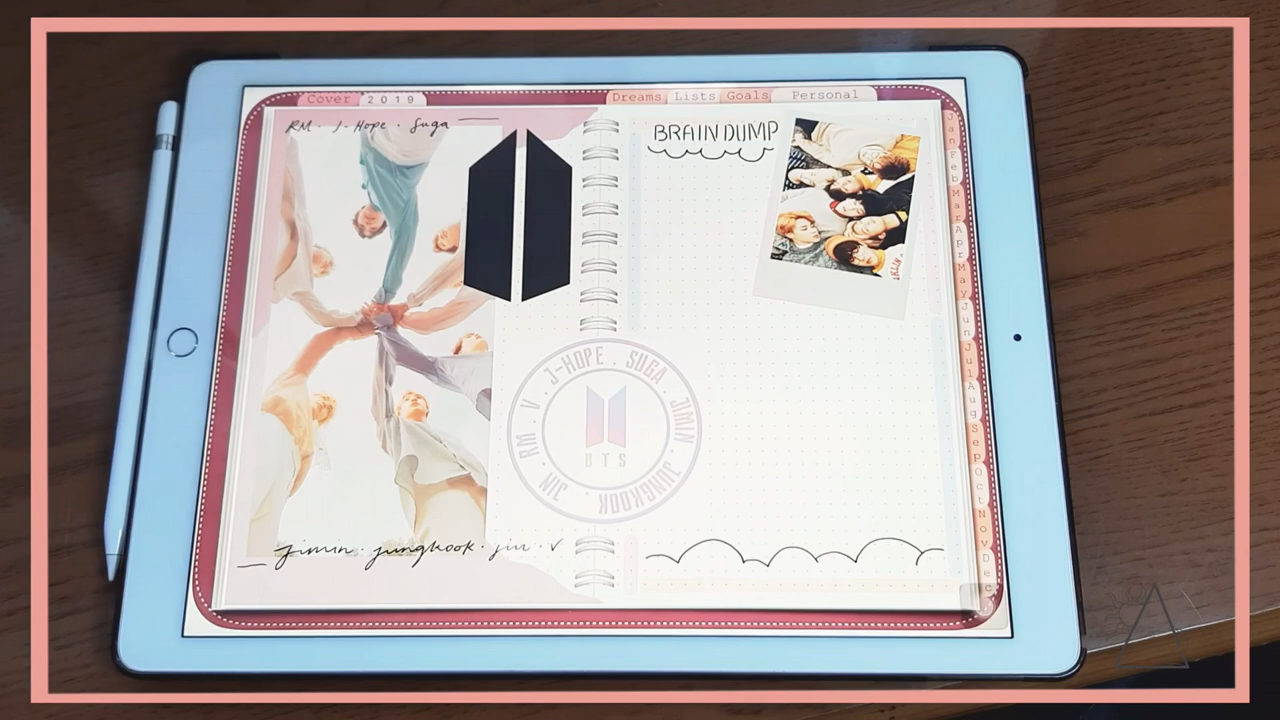 Cover 2019 Dreams Lists Goals Personal
RM · J-Hope · Suga
BRAIN DUMP
BTS
RM . V . J-HOPE . SUGA . JIMIN . JUNGKOOK . JIN .
BTS
jimin · jungkook · jin · V
Jan
Feb
Mar
Apr
May
Jun
Jul
Aug
Sep
Oct
Nov
Dec